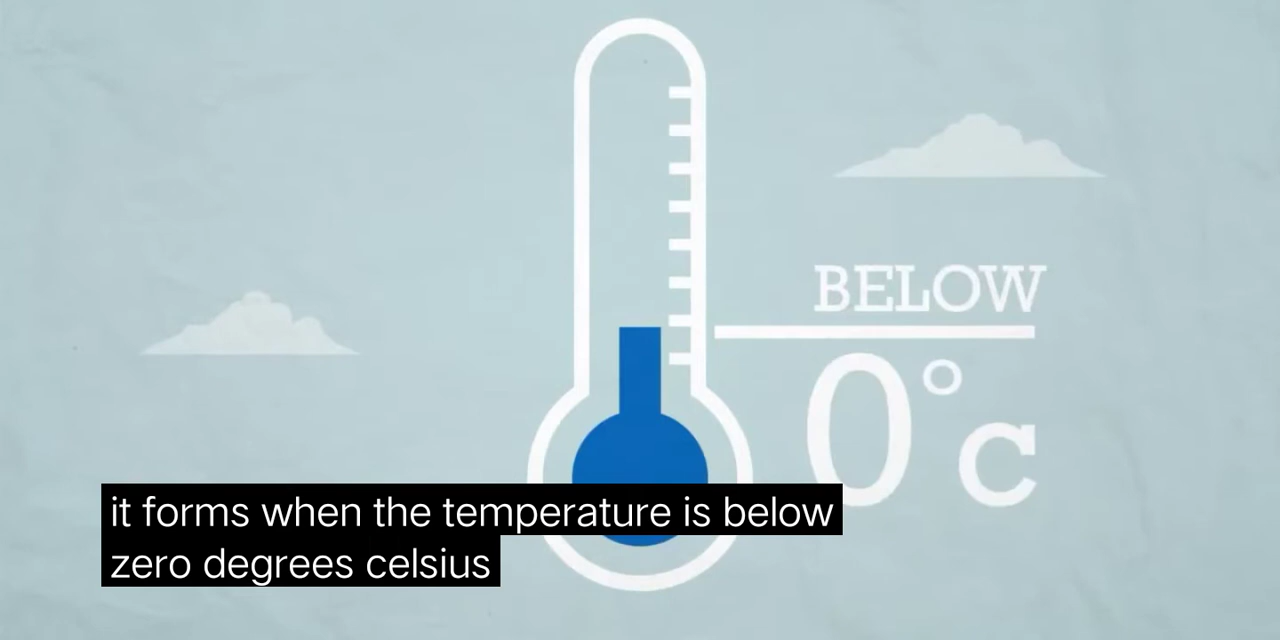 BELOW
0°c
it forms when the temperature is below
zero degrees celsius